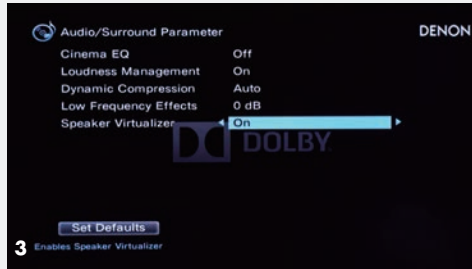 Audio/Surround Parameter
DENON
Cinema EQ Off
Loudness Management On
Dynamic Compression Auto
Low Frequency Effects 0 dB
Speaker Virtualizer On
DOLBY
Set Defaults
3 Enables Speaker Virtualizer